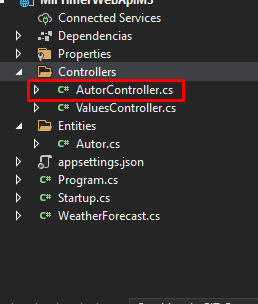 Connected Services
Dependencias
Properties
Controllers
C# AutorController.cs
C# ValuesController.cs
Entities
C# Autor.cs
appsettings.json
C# Program.cs
C# Startup.cs
C# WeatherForecast.cs